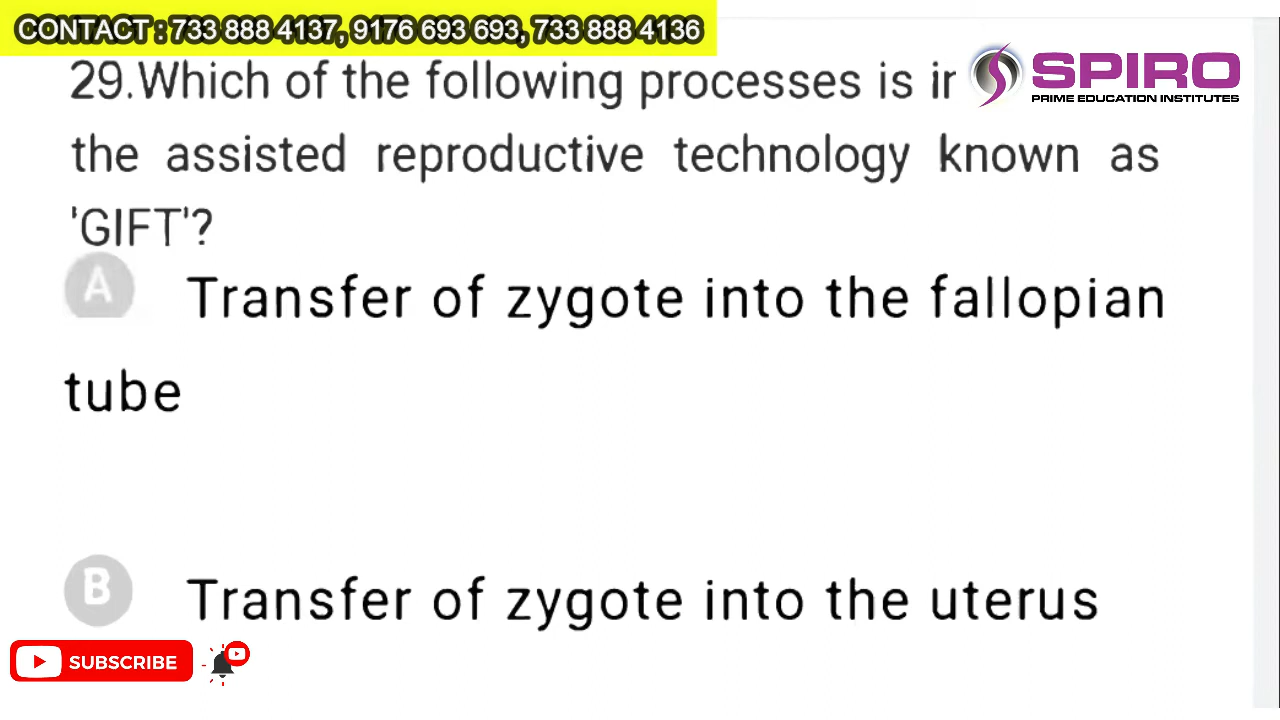 CONTACT : 733 888 4137, 9176 693 693, 733 888 4136
SPIRO
PRIME EDUCATION INSTITUTES
29.Which of the following processes is
the assisted reproductive technology known as
'GIFT'?
A Transfer of zygote into the fallopian
tube
B Transfer of zygote into the uterus
SUBSCRIBE